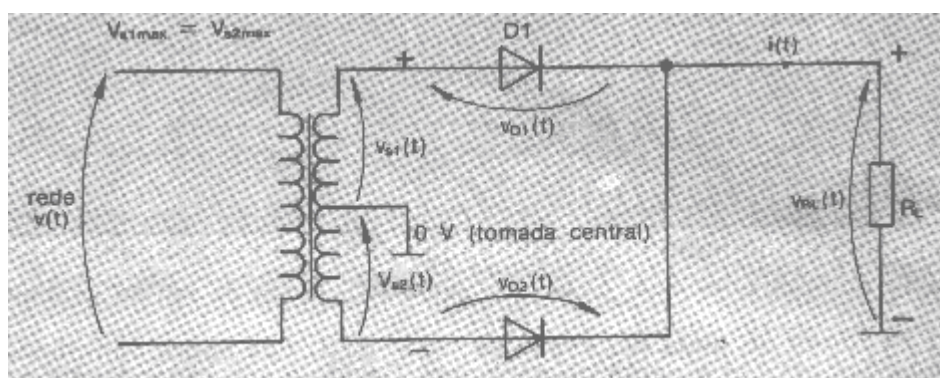 Vs1max = Vs2max
D1
i(t)
+
+
vD1(t)
vs1(t)
rede
v(t)
vRL(t)
RL
0 V (tomada central)
Vs2(t)
vD2(t)
−
−